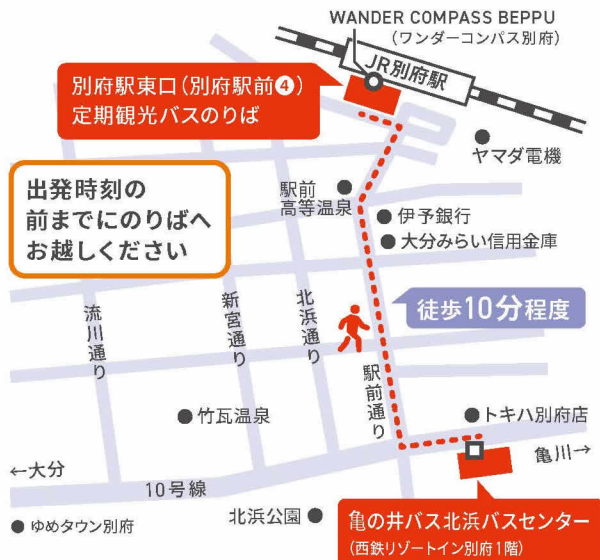 WANDER COMPASS BEPPU
(ワンダーコンパス別府)
JR別府駅
別府駅東口(別府駅前❹)
定期観光バスのりば
ヤマダ電機
出発時刻の
前までにのりばへ
お越しください
駅前
高等温泉
伊予銀行
大分みらい信用金庫
徒歩10分程度
流川通り
新宮通り
北浜通り
駅前通り
竹瓦温泉
トキハ別府店
亀川→
←大分
10号線
ゆめタウン別府
北浜公園
亀の井バス北浜バスセンター
(西鉄リゾートイン別府1階)